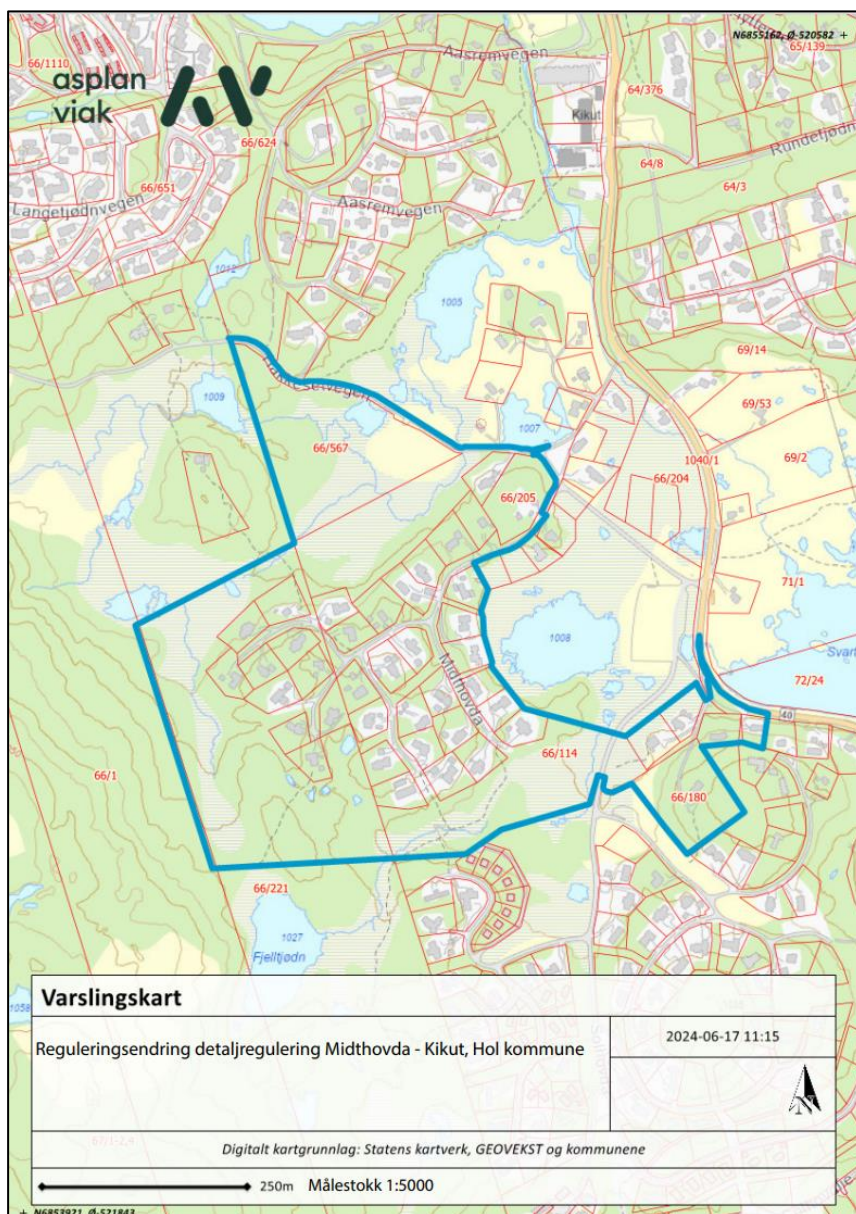 N6855162, Ø-520582
65/139
66/1110
asplan
viak
Aasremvegen
64/376
Kikut
66/624
64/8
Rundetjødnvegen
66/651
64/3
Langetjødnvegen
Aasremvegen
1012
1005
69/14
1009
69/53
66/567
1007
1040/1
69/2
66/204
66/205
71/1
1008
Midthovda
72/24
40
66/114
66/1
66/180
66/221
1027
Fjelltjødn
1058
Varslingskart
Reguleringsendring detaljregulering Midthovda - Kikut, Hol kommune
2024-06-17 11:15
N
Digitalt kartgrunnlag: Statens kartverk, GEOVEKST og kommunene
250m Målestokk 1:5000
N6853921, Ø-521843